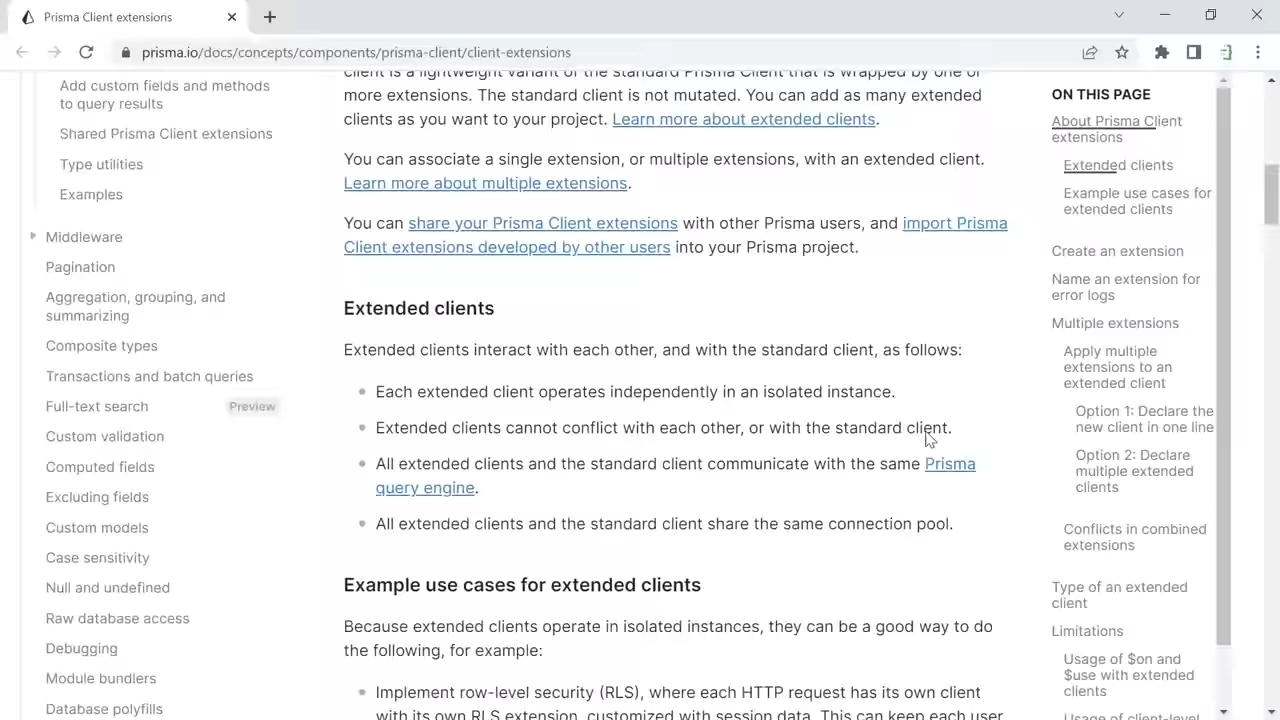 Prisma Client extensions
prisma.io/docs/concepts/components/prisma-client/client-extensions
Add custom fields and methods
to query results
Shared Prisma Client extensions
Type utilities
Examples
Middleware
Pagination
Aggregation, grouping, and
summarizing
Composite types
Transactions and batch queries
Full-text search Preview
Custom validation
Computed fields
Excluding fields
Custom models
Case sensitivity
Null and undefined
Raw database access
Debugging
Module bundlers
Database polyfills
client is a lightweight variant of the standard Prisma Client that is wrapped by one or
more extensions. The standard client is not mutated. You can add as many extended
clients as you want to your project. Learn more about extended clients.
You can associate a single extension, or multiple extensions, with an extended client.
Learn more about multiple extensions.
You can share your Prisma Client extensions with other Prisma users, and import Prisma
Client extensions developed by other users into your Prisma project.
Extended clients
Extended clients interact with each other, and with the standard client, as follows:
Each extended client operates independently in an isolated instance.
Extended clients cannot conflict with each other, or with the standard client.
All extended clients and the standard client communicate with the same Prisma
query engine.
All extended clients and the standard client share the same connection pool.
Example use cases for extended clients
Because extended clients operate in isolated instances, they can be a good way to do
the following, for example:
Implement row-level security (RLS), where each HTTP request has its own client
with its own RLS extension, customized with session data. This can keep each user
ON THIS PAGE
About Prisma Client
extensions
Extended clients
Example use cases for
extended clients
Create an extension
Name an extension for
error logs
Multiple extensions
Apply multiple
extensions to an
extended client
Option 1: Declare the
new client in one line
Option 2: Declare
multiple extended
clients
Conflicts in combined
extensions
Type of an extended
client
Limitations
Usage of $on and
$use with extended
clients
Usage of client-level